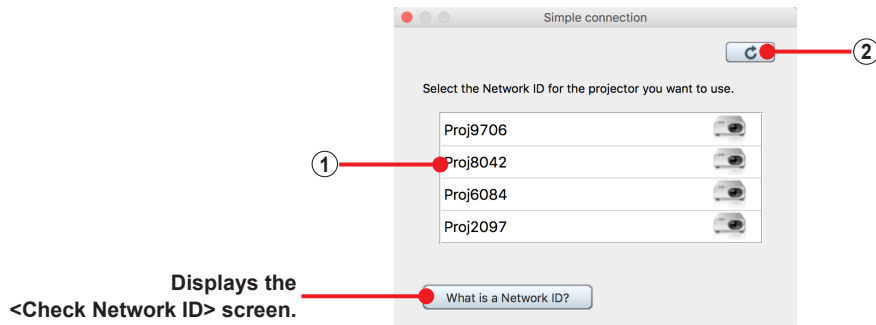 Simple connection
②
Select the Network ID for the projector you want to use.
Proj9706
①
Proj8042
Proj6084
Proj2097
Displays the
<Check Network ID> screen.
What is a Network ID?